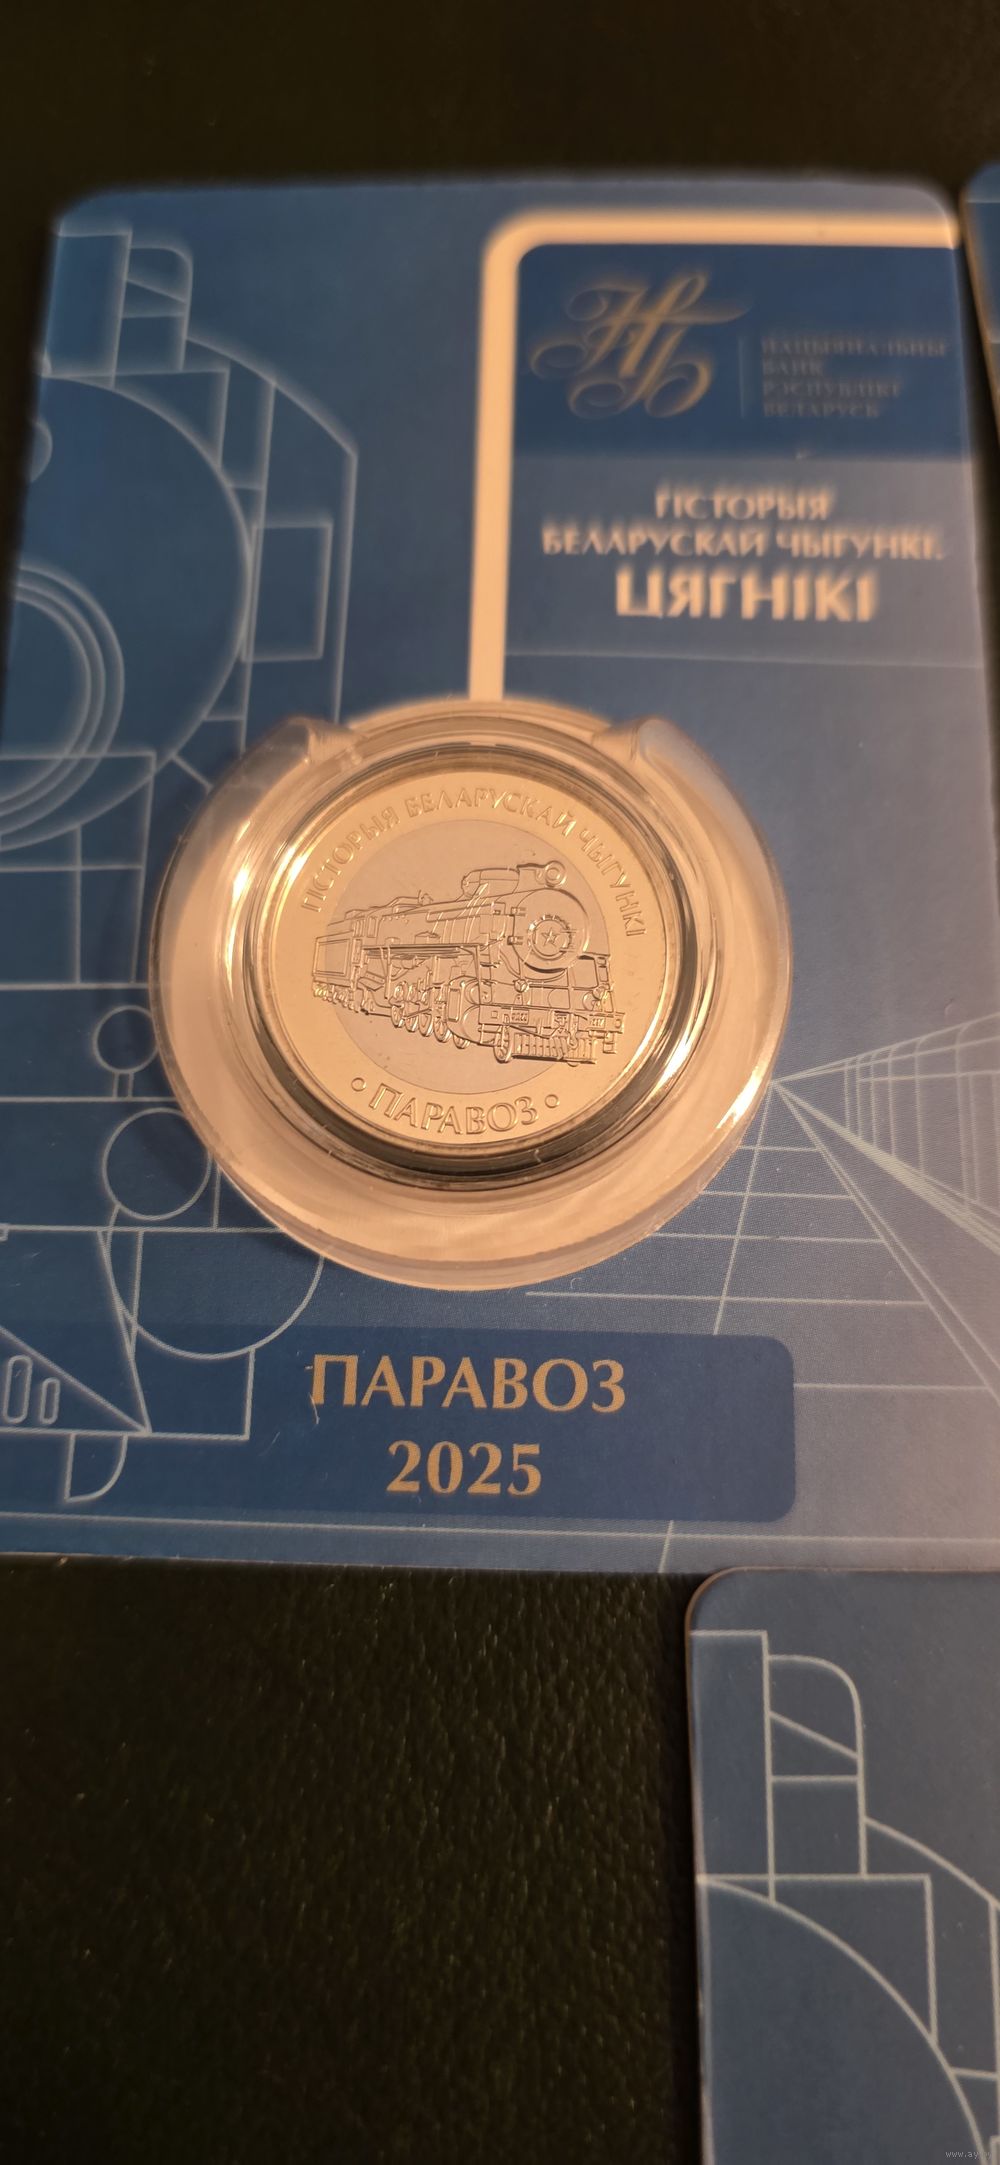 НБ
НАЦЫЯНАЛЬНЫ
БАНК
РЭСПУБЛІКІ
БЕЛАРУСЬ
ГІСТОРЫЯ
БЕЛАРУСКАЙ ЧЫГУНКІ.
ЦЯГНІКІ
ГІСТОРЫЯ БЕЛАРУСКАЙ ЧЫГУНКІ
• ПАРАВОЗ •
ПАРАВОЗ
2025